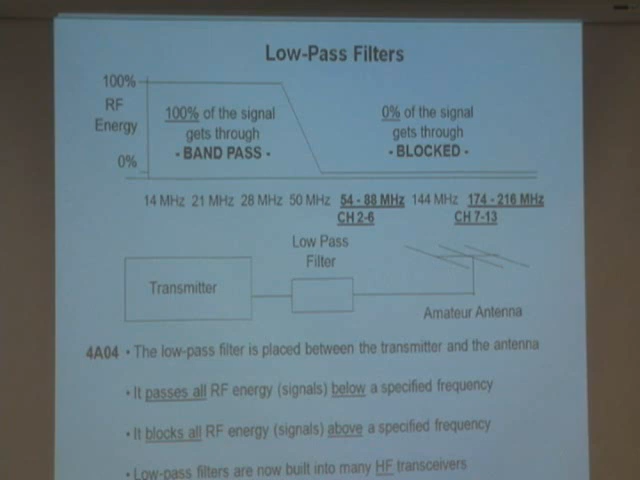 Low-Pass Filters
100%
RF
Energy
0%
100% of the signal
gets through
- BAND PASS -
0% of the signal
gets through
- BLOCKED -
14 MHz 21 MHz 28 MHz 50 MHz 54 - 88 MHz 144 MHz 174 - 216 MHz
CH 2-6 CH 7-13
Low Pass
Filter
Transmitter
Amateur Antenna
4A04 • The low-pass filter is placed between the transmitter and the antenna
• It passes all RF energy (signals) below a specified frequency
• It blocks all RF energy (signals) above a specified frequency
• Low-pass filters are now built into many HF transceivers